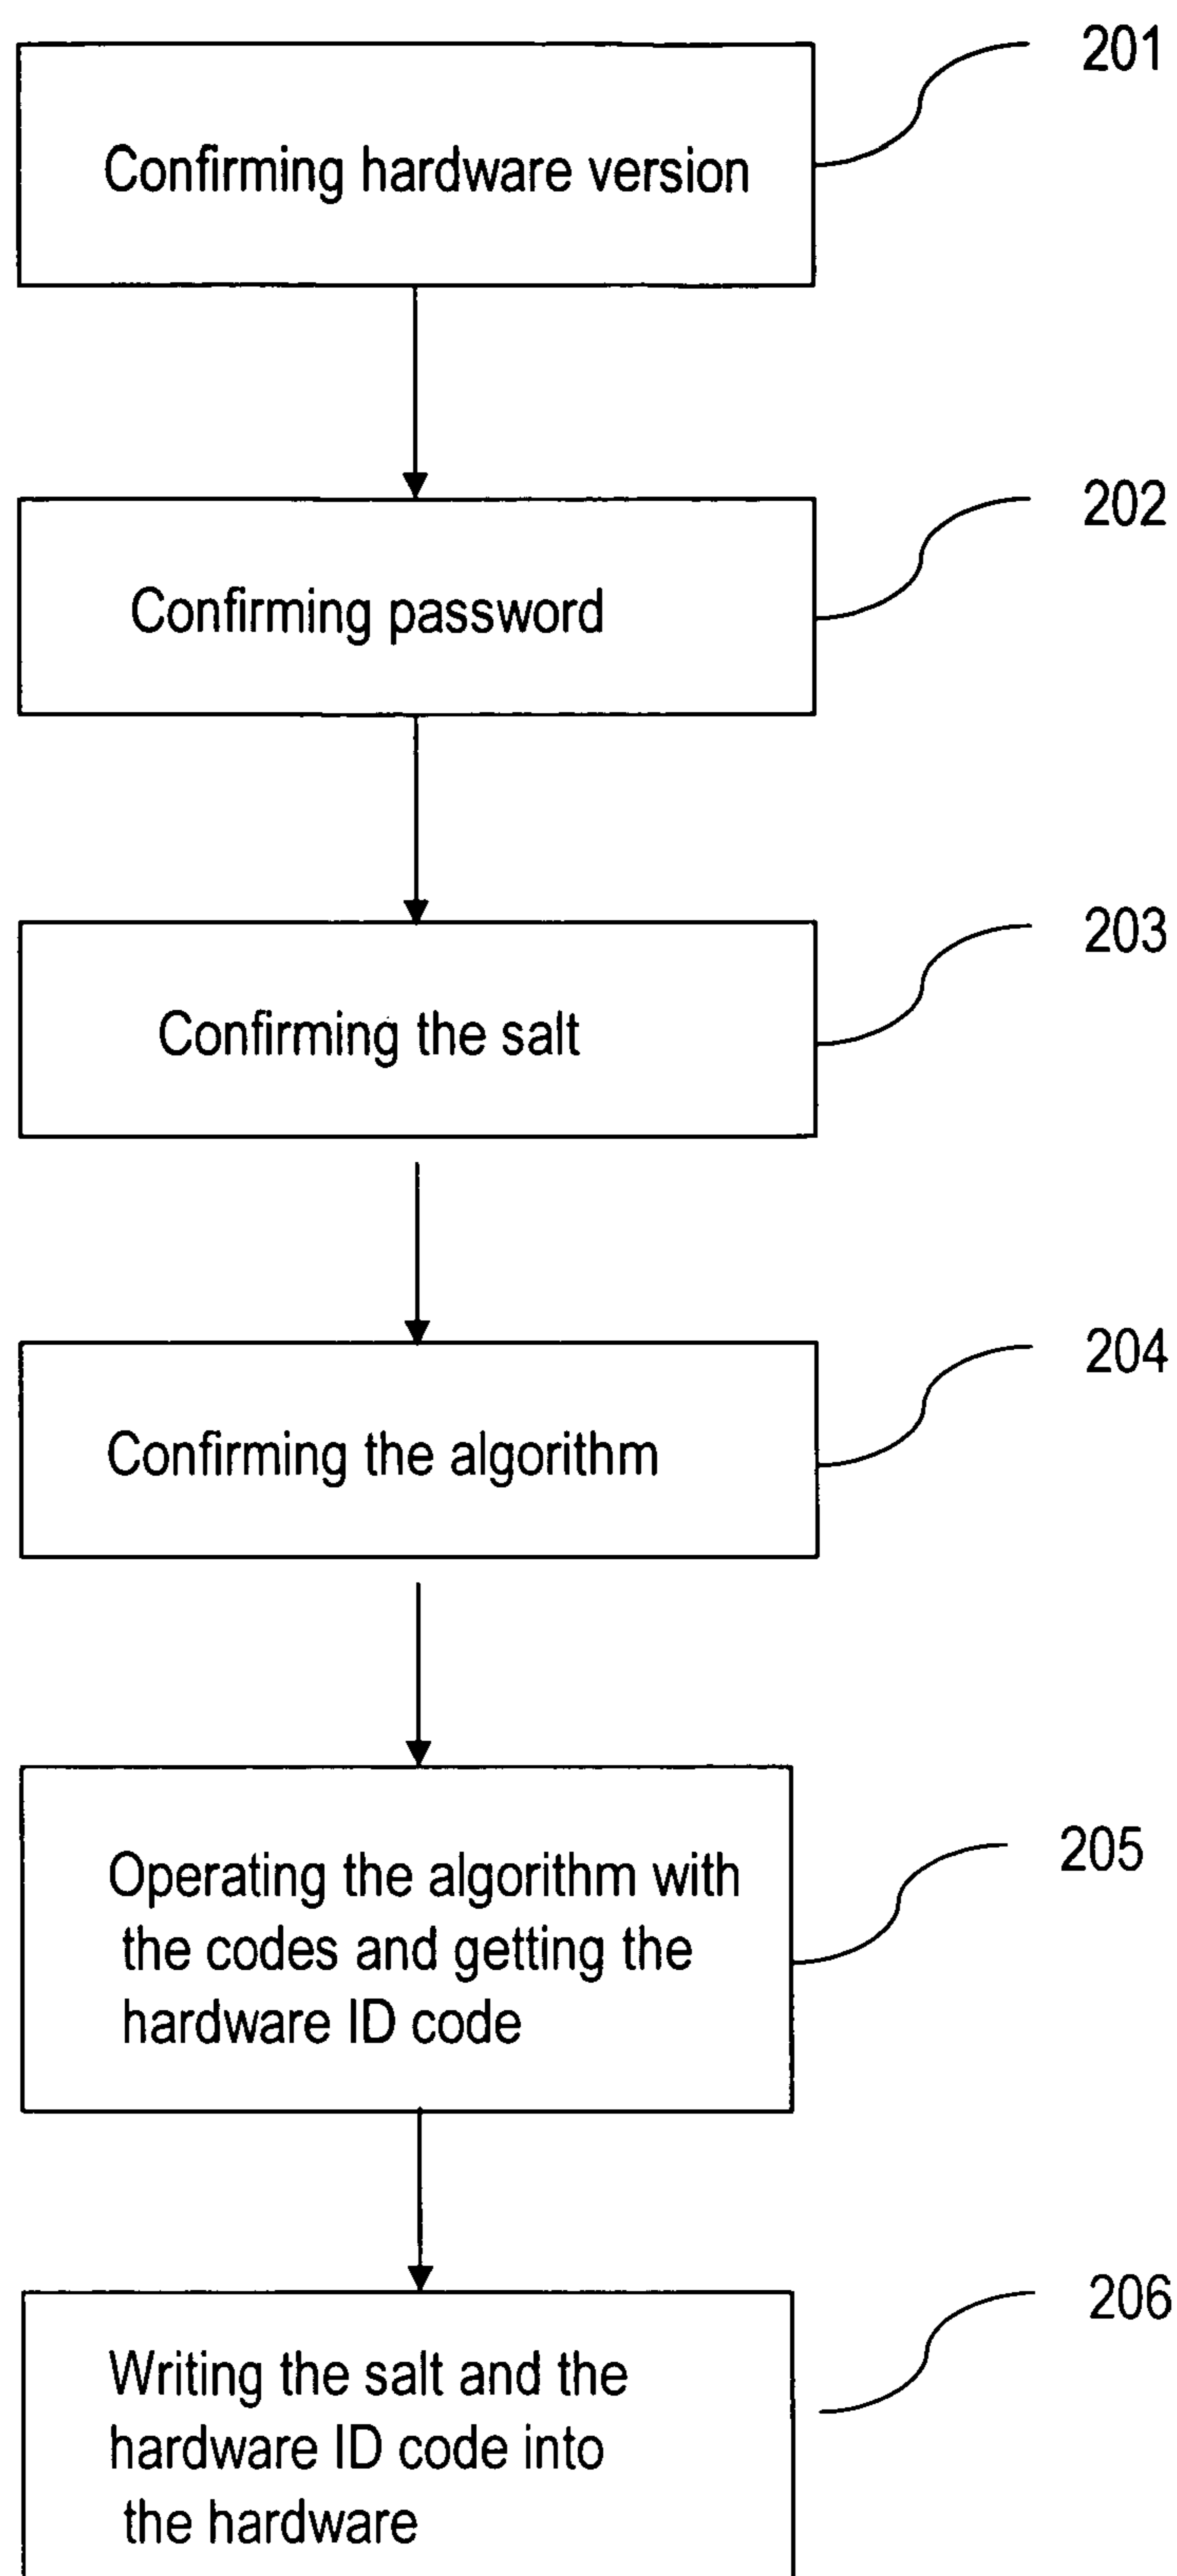 201
Confirming hardware version
202
Confirming password
203
Confirming the salt
204
Confirming the algorithm
205
Operating the algorithm with
the codes and getting the
hardware ID code
206
Writing the salt and the
hardware ID code into
the hardware